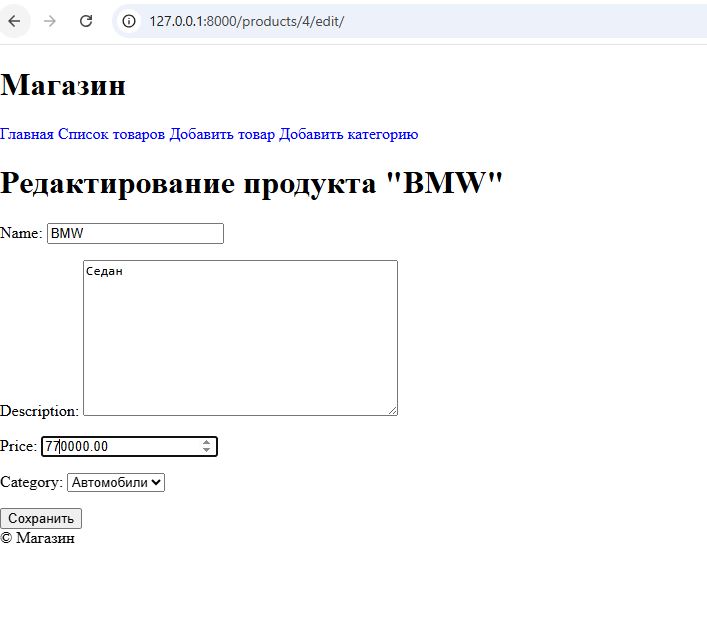 127.0.0.1:8000/products/4/edit/
Магазин
Главная Список товаров Добавить товар Добавить категорию
Редактирование продукта "BMW"
Name: BMW
Седан
Description:
Price: 770000.00
Category: Автомобили
Сохранить
© Магазин